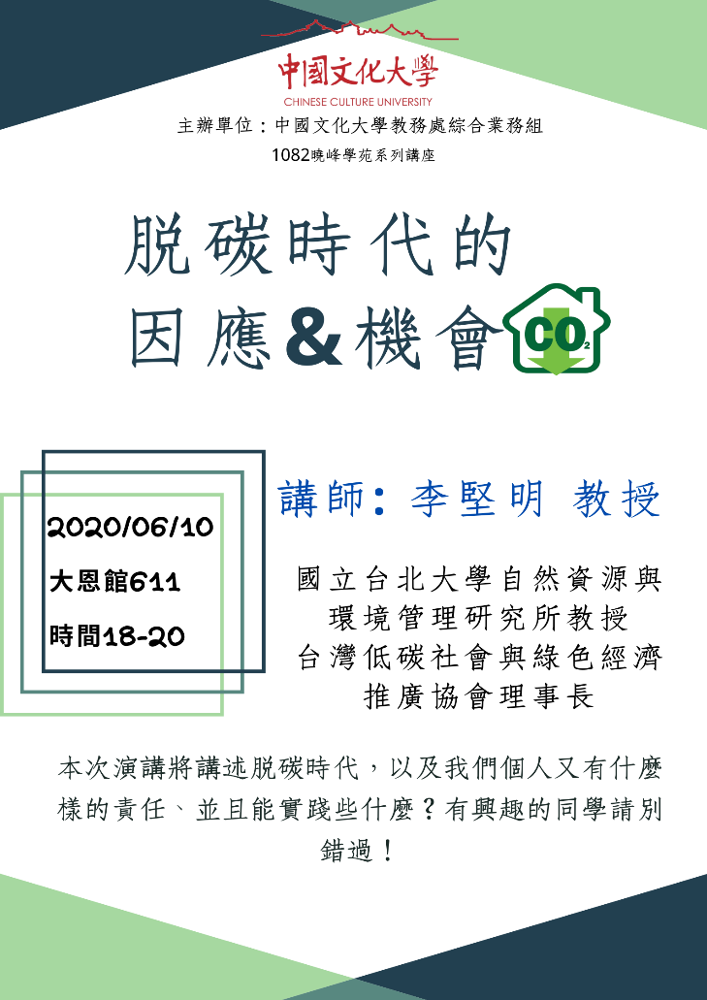 中國文化大學
CHINESE CULTURE UNIVERSITY
主辦單位：中國文化大學教務處綜合業務組
1082曉峰學苑系列講座
脫碳時代的
因應&機會
CO₂
講師: 李堅明 教授
2020/06/10
大恩館611
時間18-20
國立台北大學自然資源與
環境管理研究所教授
台灣低碳社會與綠色經濟
推廣協會理事長
本次演講將講述脫碳時代，以及我們個人又有什麼
樣的責任、並且能實踐些什麼？有興趣的同學請別
錯過！